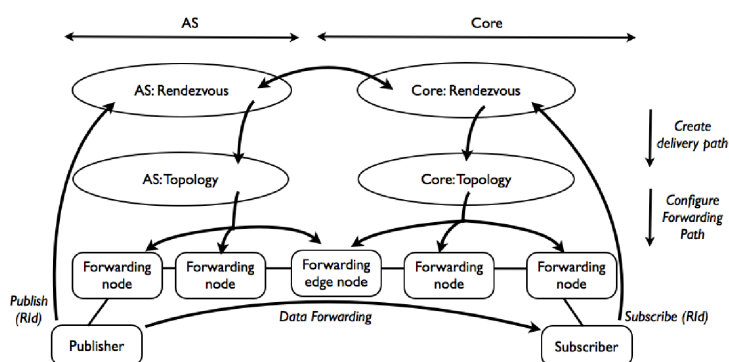 AS
Core
AS: Rendezvous
Core: Rendezvous
Create
delivery path
AS: Topology
Core: Topology
Configure
Forwarding
Path
Forwarding
node
Forwarding
node
Forwarding
edge node
Forwarding
node
Forwarding
node
Publish
(RId)
Data Forwarding
Subscribe (RId)
Publisher
Subscriber